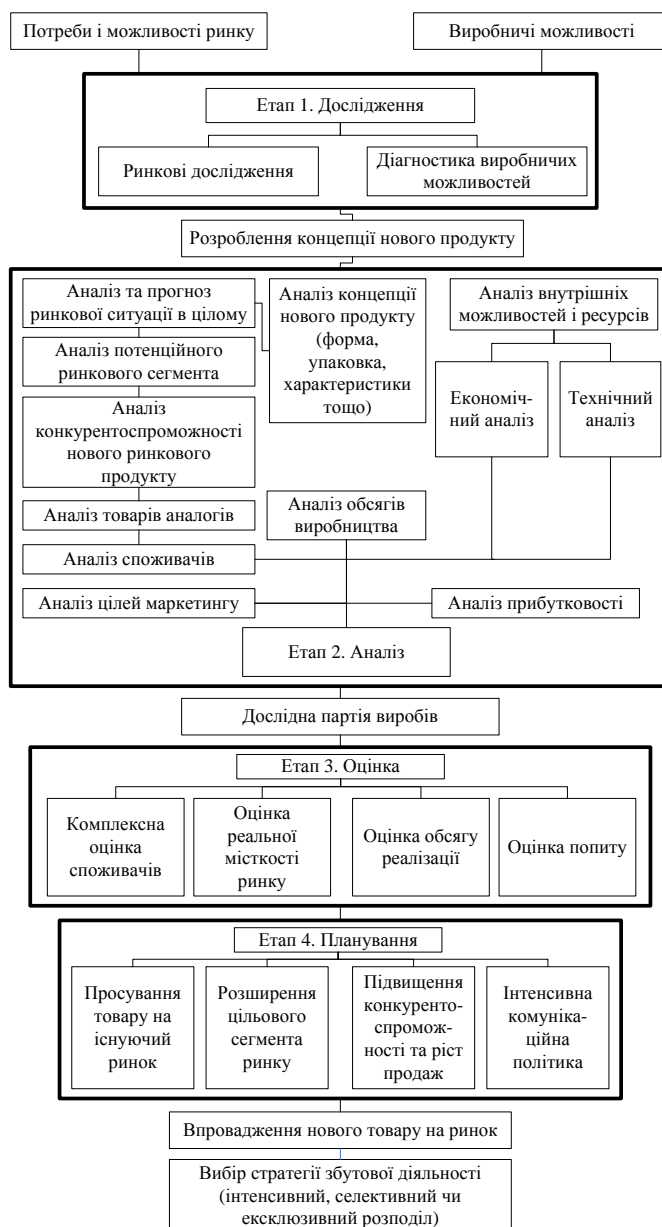 Потреби і можливості ринку
Виробничі можливості
Етап 1. Дослідження
Ринкові дослідження
Діагностика виробничих
можливостей
Розроблення концепції нового продукту
Аналіз та прогноз
ринкової ситуації в цілому
Аналіз потенційного
ринкового сегмента
Аналіз
конкурентоспроможності
нового ринкового
продукту
Аналіз товарів аналогів
Аналіз споживачів
Аналіз цілей маркетингу
Аналіз концепції
нового продукту
(форма,
упаковка,
характеристики
тощо)
Аналіз внутрішніх
можливостей і ресурсів
Економіч-
ний аналіз
Технічний
аналіз
Аналіз обсягів
виробництва
Аналіз прибутковості
Етап 2. Аналіз
Дослідна партія виробів
Етап 3. Оцінка
Комплексна
оцінка
споживачів
Оцінка
реальної
місткості
ринку
Оцінка обсягу
реалізації
Оцінка попиту
Етап 4. Планування
Просування
товару на
існуючий
ринок
Розширення
цільового
сегмента
ринку
Підвищення
конкуренто-
спромож-
ності та ріст
продаж
Інтенсивна
комуніка-
ційна
політика
Впровадження нового товару на ринок
Вибір стратегії збутової діяльності
(інтенсивний, селективний чи
ексклюзивний розподіл)